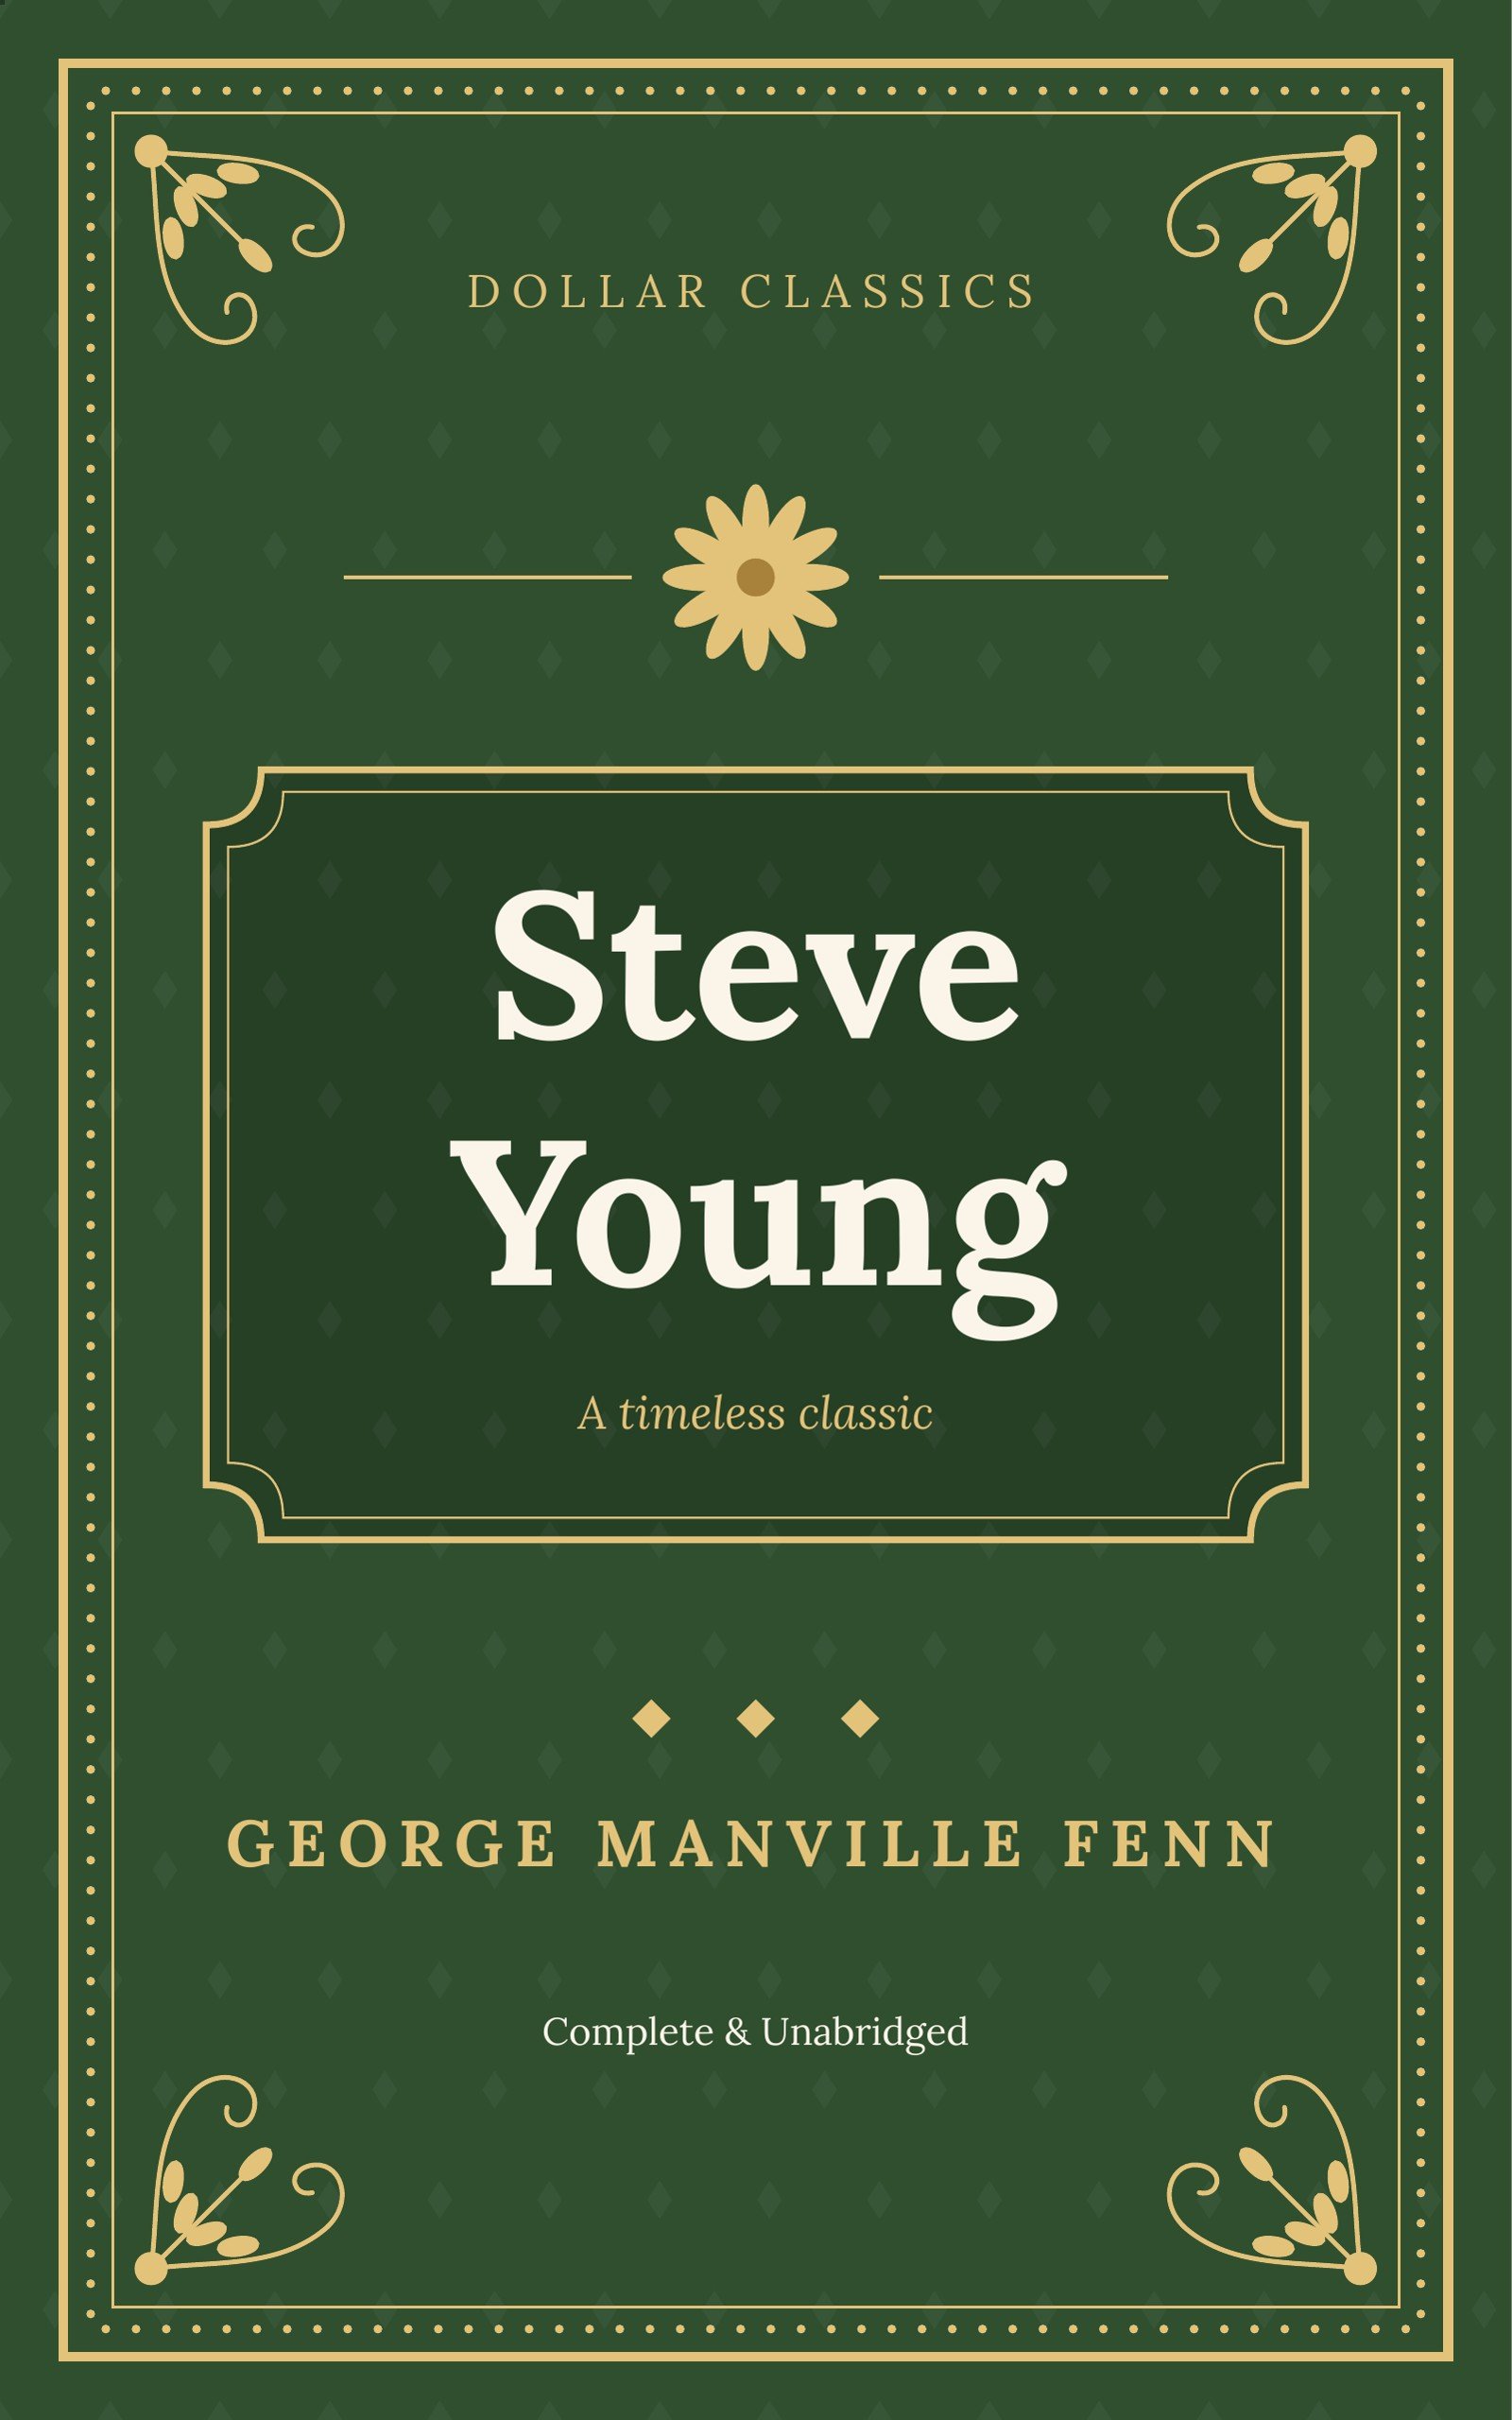 DOLLAR CLASSICS
Steve
Young
A timeless classic
GEORGE MANVILLE FENN
Complete & Unabridged